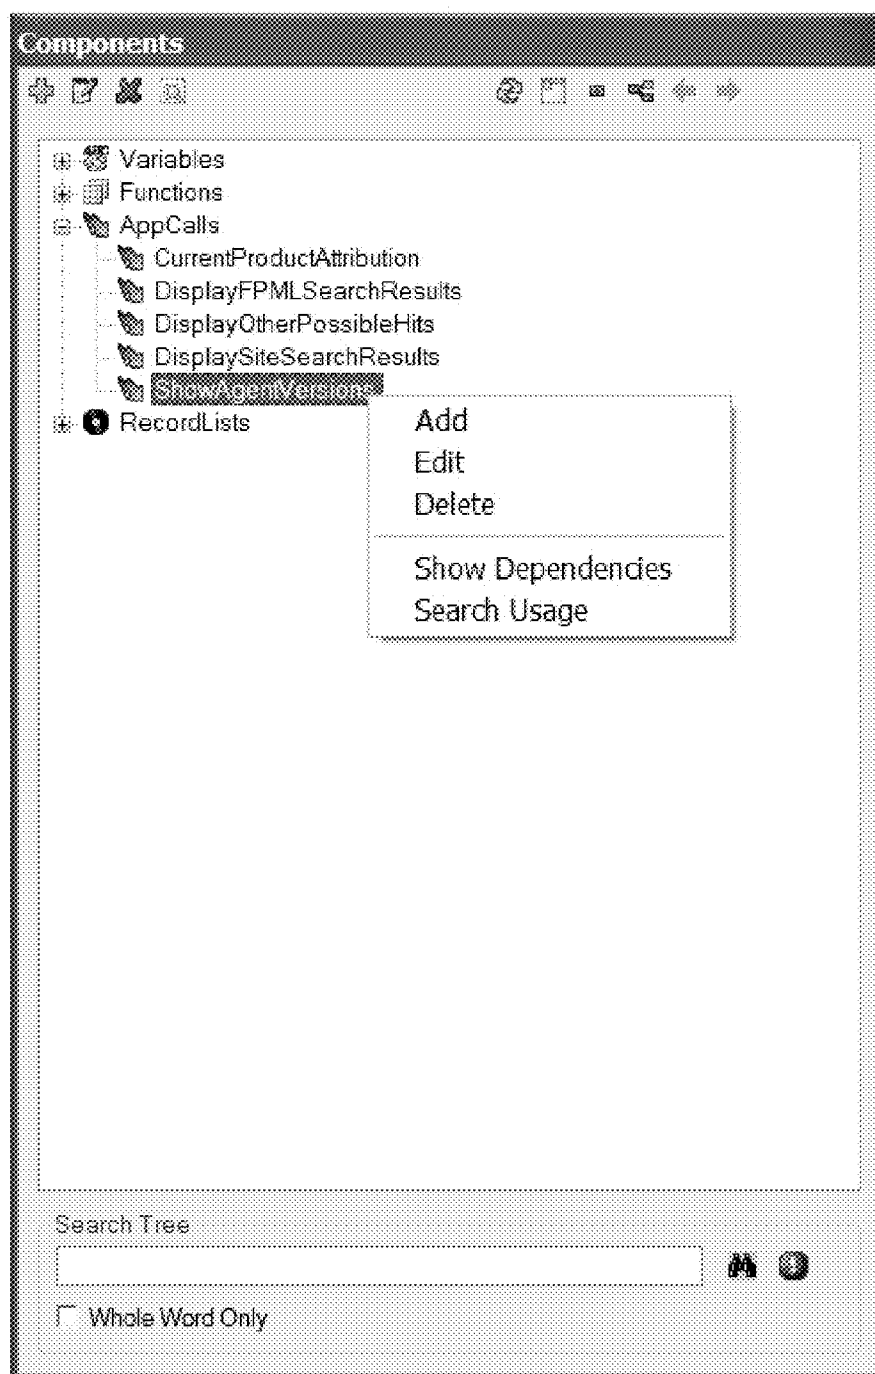 Components
Variables
Functions
AppCalls
CurrentProductAttribution
DisplayFPMLSearchResults
DisplayOtherPossibleHits
DisplaySiteSearchResults
ShowAgentVersions
RecordLists
Add
Edit
Delete
Show Dependencies
Search Usage
Search Tree
Whole Word Only